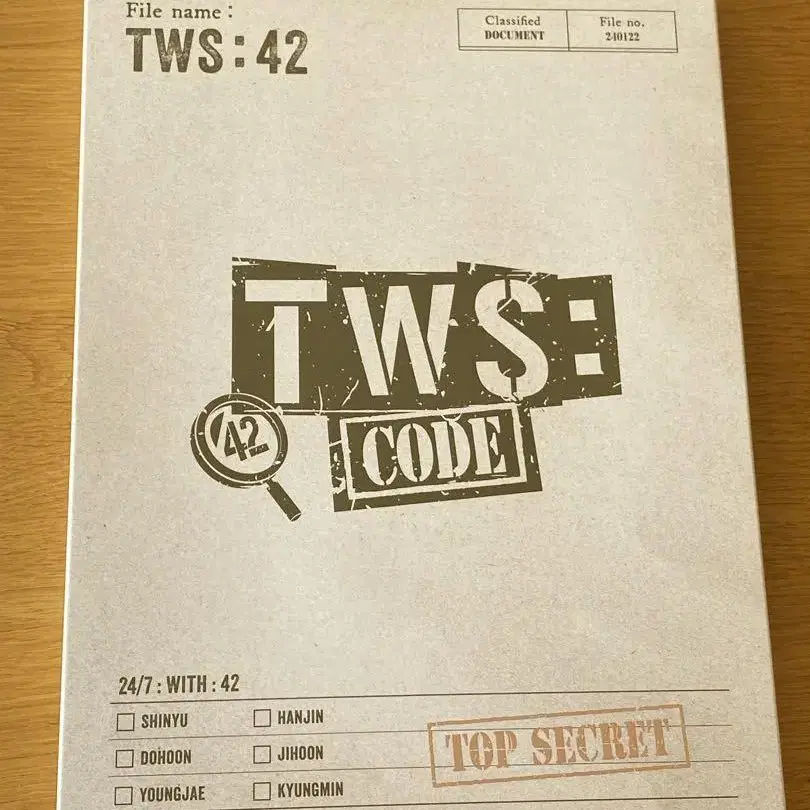 File name :
TWS:42
Classified
DOCUMENT
File no.
240122
TWS:
42
CODE
24/7 : WITH : 42
SHINYU
HANJIN
DOHOON
JIHOON
YOUNGJAE
KYUNGMIN
TOP SECRET